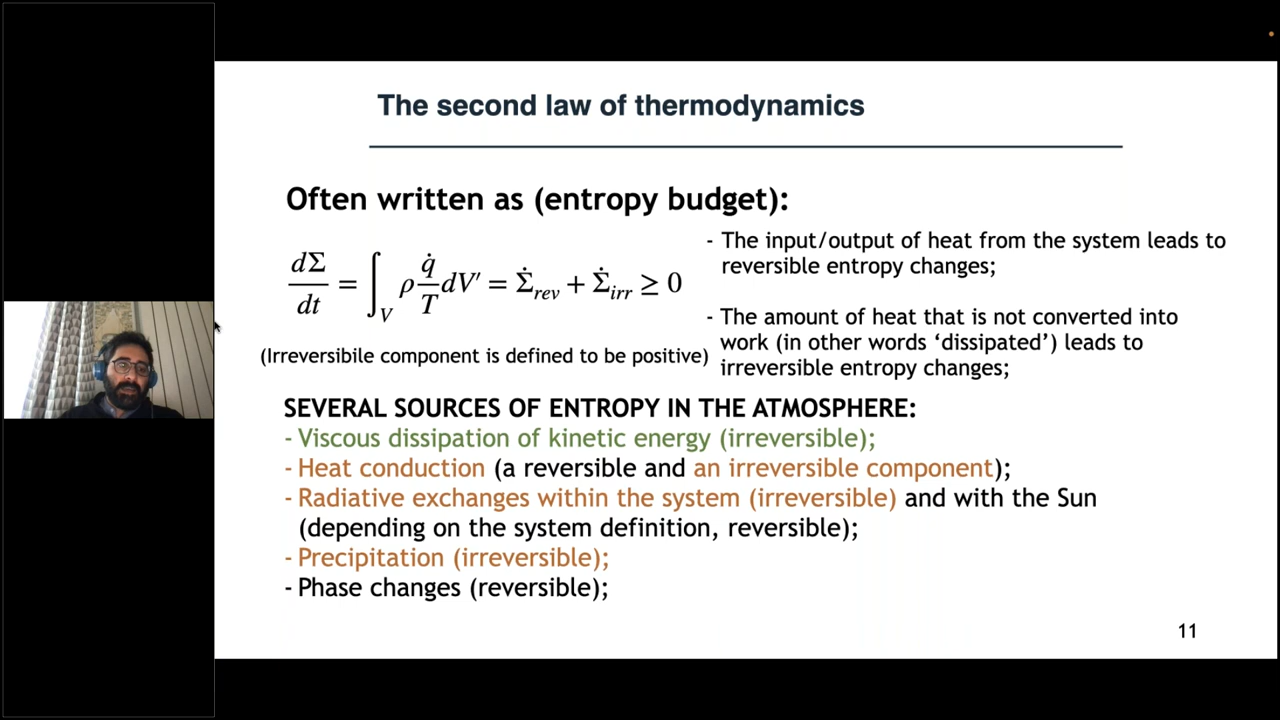 The second law of thermodynamics
Often written as (entropy budget):
dΣ/dt = ∫_V ρ q̇/T dV′ = Σ̇_rev + Σ̇_irr ≥ 0
(Irreversibile component is defined to be positive)
- The input/output of heat from the system leads to
reversible entropy changes;
- The amount of heat that is not converted into
work (in other words ‘dissipated’) leads to
irreversible entropy changes;
SEVERAL SOURCES OF ENTROPY IN THE ATMOSPHERE:
- Viscous dissipation of kinetic energy (irreversible);
- Heat conduction (a reversible and an irreversible component);
- Radiative exchanges within the system (irreversible) and with the Sun
(depending on the system definition, reversible);
- Precipitation (irreversible);
- Phase changes (reversible);
11